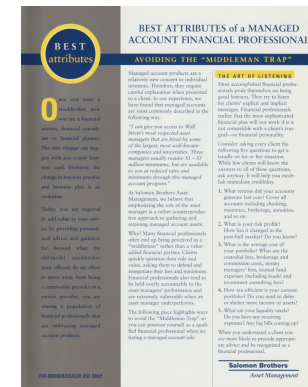 BEST
attributes
BEST ATTRIBUTES of a MANAGED
ACCOUNT FINANCIAL PROFESSIONAL
AVOIDING THE "MIDDLEMAN TRAP"
Once you were a
stockbroker, now
you are a financial
advisor, financial consult-
ant or financial planner.
The title change can hap-
pen with just a new busi-
ness card. However, the
change in business practice
and business plan is an
evolution.
Today, you are required
to add value to your serv-
ice by providing personal-
ized advice and guidance
far beyond what the
old-model stockbroker
ever offered. In an effort
to move away from being
a commodity provider to a
service provider, you are
among a population of
financial professionals that
are embracing managed
account products.
FOR BROKER/DEALER USE ONLY
Managed account products are a
relatively new concept to individual
investors. Therefore, they require
careful explanation when presented
to a client. In our experience, we
have found that managed accounts
are most commonly described in the
following way.
"I can give you access to Wall
Street's most respected asset
managers that are hired by some
of the largest, most well-known
companies and universities. These
managers usually require $1 – $5
million minimums, but are available
to you at reduced rates and
minimums through this managed
account program."
At Salomon Brothers Asset
Management, we believe that
emphasizing the role of the asset
manager is a rather counterproduc-
tive approach to gathering and
retaining managed account assets.
Why? Many financial professionals
often end up being perceived as a
"middleman" rather than a value-
added financial partner. Clients
quickly question their role and
value, asking them to defend and
renegotiate their fees and minimums.
Financial professionals also tend to
be held overly accountable to the
asset managers' performance and
are extremely vulnerable when an
asset manager underperforms.
The following piece highlights ways
to avoid the "Middleman Trap" so
you can position yourself as a quali-
fied financial professional when ini-
tiating a managed account sale.
THE ART OF LISTENING
Most accomplished financial profes-
sionals pride themselves on being
good listeners. They try to listen
for clients' explicit and implicit
messages. Financial professionals
realize that the most sophisticated
financial plan will not work if it is
not compatible with a client's true
goal—or financial personality.
Consider asking every client the
following five questions to get a
handle on his or her situation.
While few clients will know the
answers to all of these questions,
ask anyway. It will help you estab-
lish immediate credibility.
1. What returns did your accounts
generate last year? Cover all
accounts including checking,
insurance, brokerage, annuities,
and so on.
2. What is your risk profile?
How has it changed in the
post-bull market? Do you know?
3. What is the average cost of
your portfolio? What are the
custodial fees, brokerage and
commission costs, money
managers' fees, mutual fund
expenses (including loads) and
investment consulting fees?
4. How tax-efficient is your current
portfolio? Do you need to defer
or shelter more income or assets?
5. What are your liquidity needs?
Do you have any recurring
expenses? Any big bills coming up?
When you understand a client you
are more likely to provide appropri-
ate advice and be recognized as a
financial professional.
Salomon Brothers
Asset Management